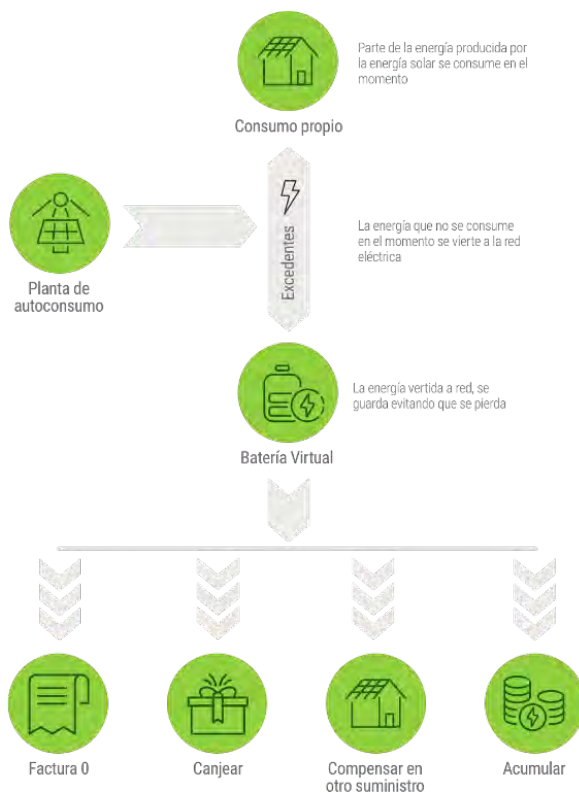 Parte de la energía producida por
la energía solar se consume en el
momento
Consumo propio
Excedentes
La energía que no se consume
en el momento se vierte a la red
eléctrica
Planta de
autoconsumo
La energía vertida a red, se
guarda evitando que se pierda
Batería Virtual
Factura 0
Canjear
Compensar en
otro suministro
Acumular